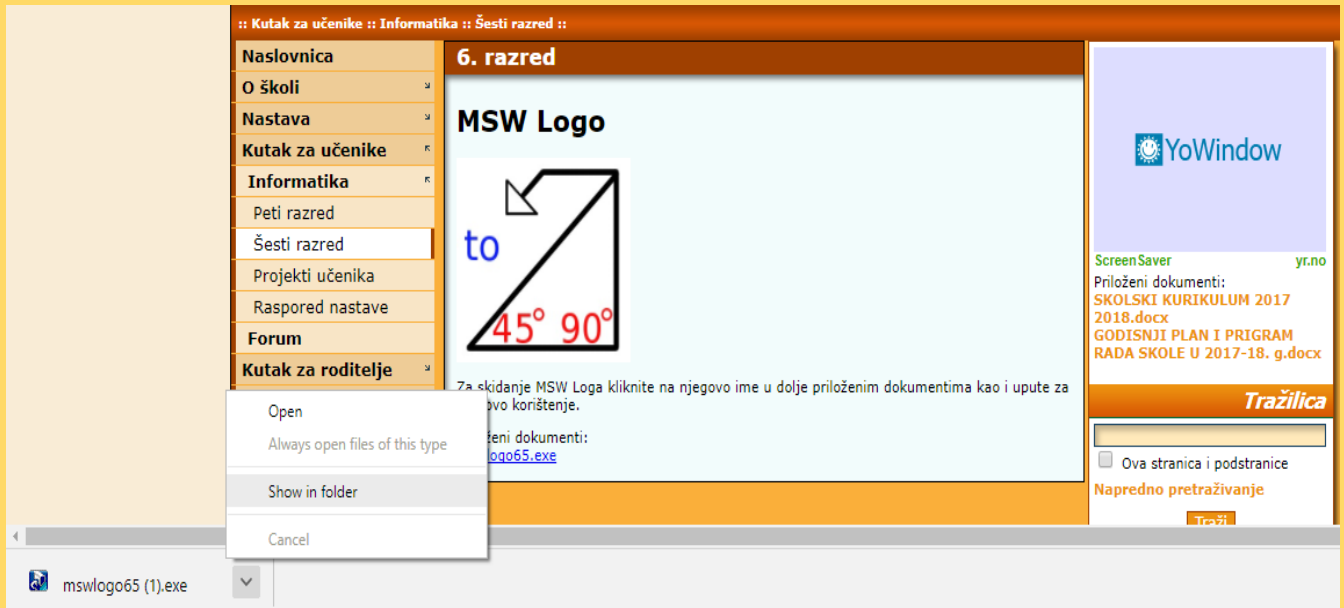 :: Kutak za učenike :: Informatika :: Šesti razred ::
Naslovnica
O školi
Nastava
Kutak za učenike
Informatika
Peti razred
Šesti razred
Projekti učenika
Raspored nastave
Forum
Kutak za roditelje
6. razred
MSW Logo
to
45° 90°
Za skidanje MSW Loga kliknite na njegovo ime u dolje priloženim dokumentima kao i upute za
ovo korištenje.
ženi dokumenti:
logo65.exe
YoWindow
ScreenSaver yr.no
Priloženi dokumenti:
SKOLSKI KURIKULUM 2017
2018.docx
GODISNJI PLAN I PRIGRAM
RADA SKOLE U 2017-18. g.docx
Tražilica
Ova stranica i podstranice
Napredno pretraživanje
Traži
Open
Always open files of this type
Show in folder
Cancel
mswlogo65 (1).exe